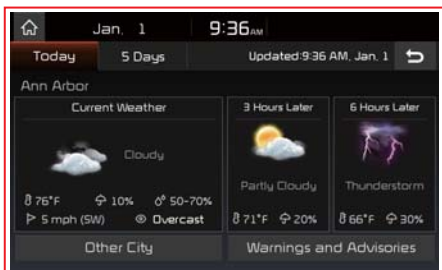 Jan. 1 9:36 AM
Today 5 Days Updated:9:36 AM, Jan. 1
Ann Arbor
Current Weather
Cloudy
76°F 10% 50-70%
5 mph (SW) Overcast
3 Hours Later
Partly Cloudy
71°F 20%
6 Hours Later
Thunderstorm
66°F 30%
Other City Warnings and Advisories